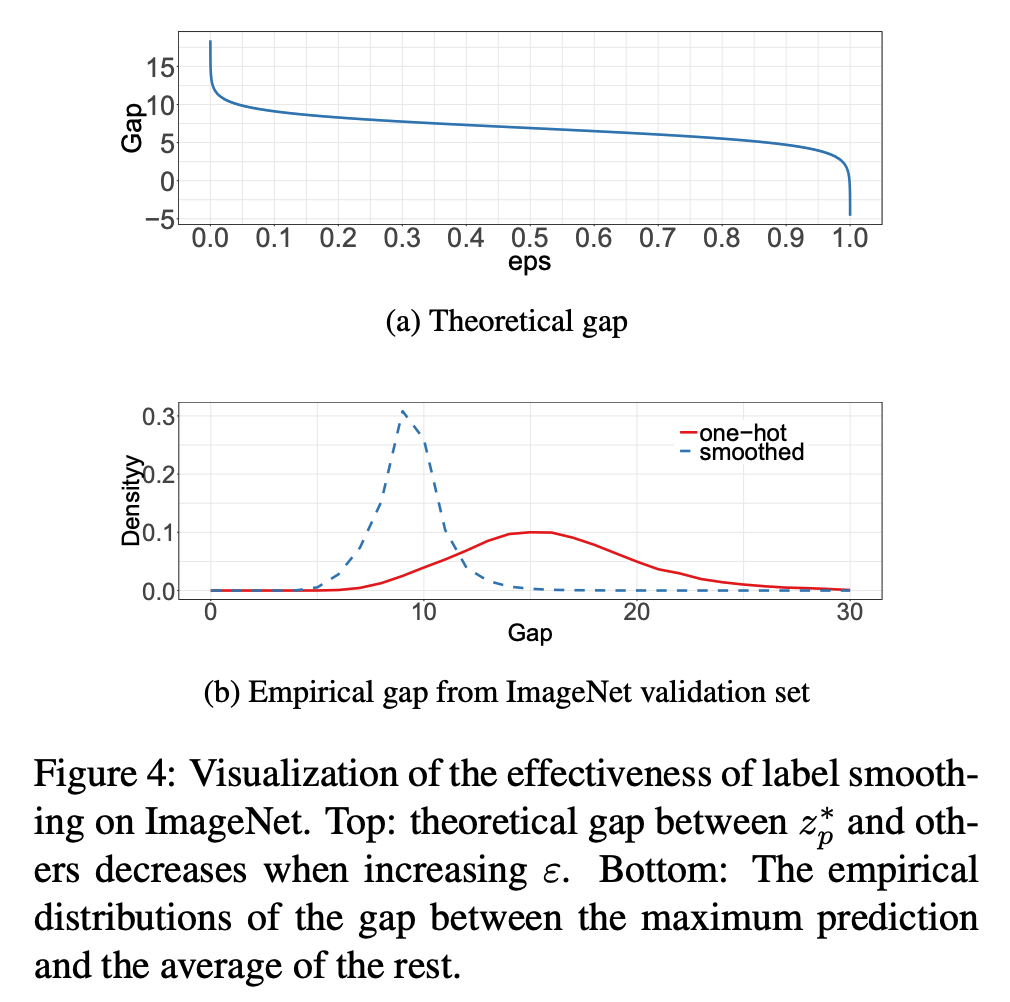 15
10
5
0
−5
Gap
0.0 0.1 0.2 0.3 0.4 0.5 0.6 0.7 0.8 0.9 1.0
eps
(a) Theoretical gap
0.3
0.2
0.1
0.0
Densityy
one−hot
smoothed
0 10 20 30
Gap
(b) Empirical gap from ImageNet validation set
Figure 4: Visualization of the effectiveness of label smooth-
ing on ImageNet. Top: theoretical gap between z*p and oth-
ers decreases when increasing ε. Bottom: The empirical
distributions of the gap between the maximum prediction
and the average of the rest.